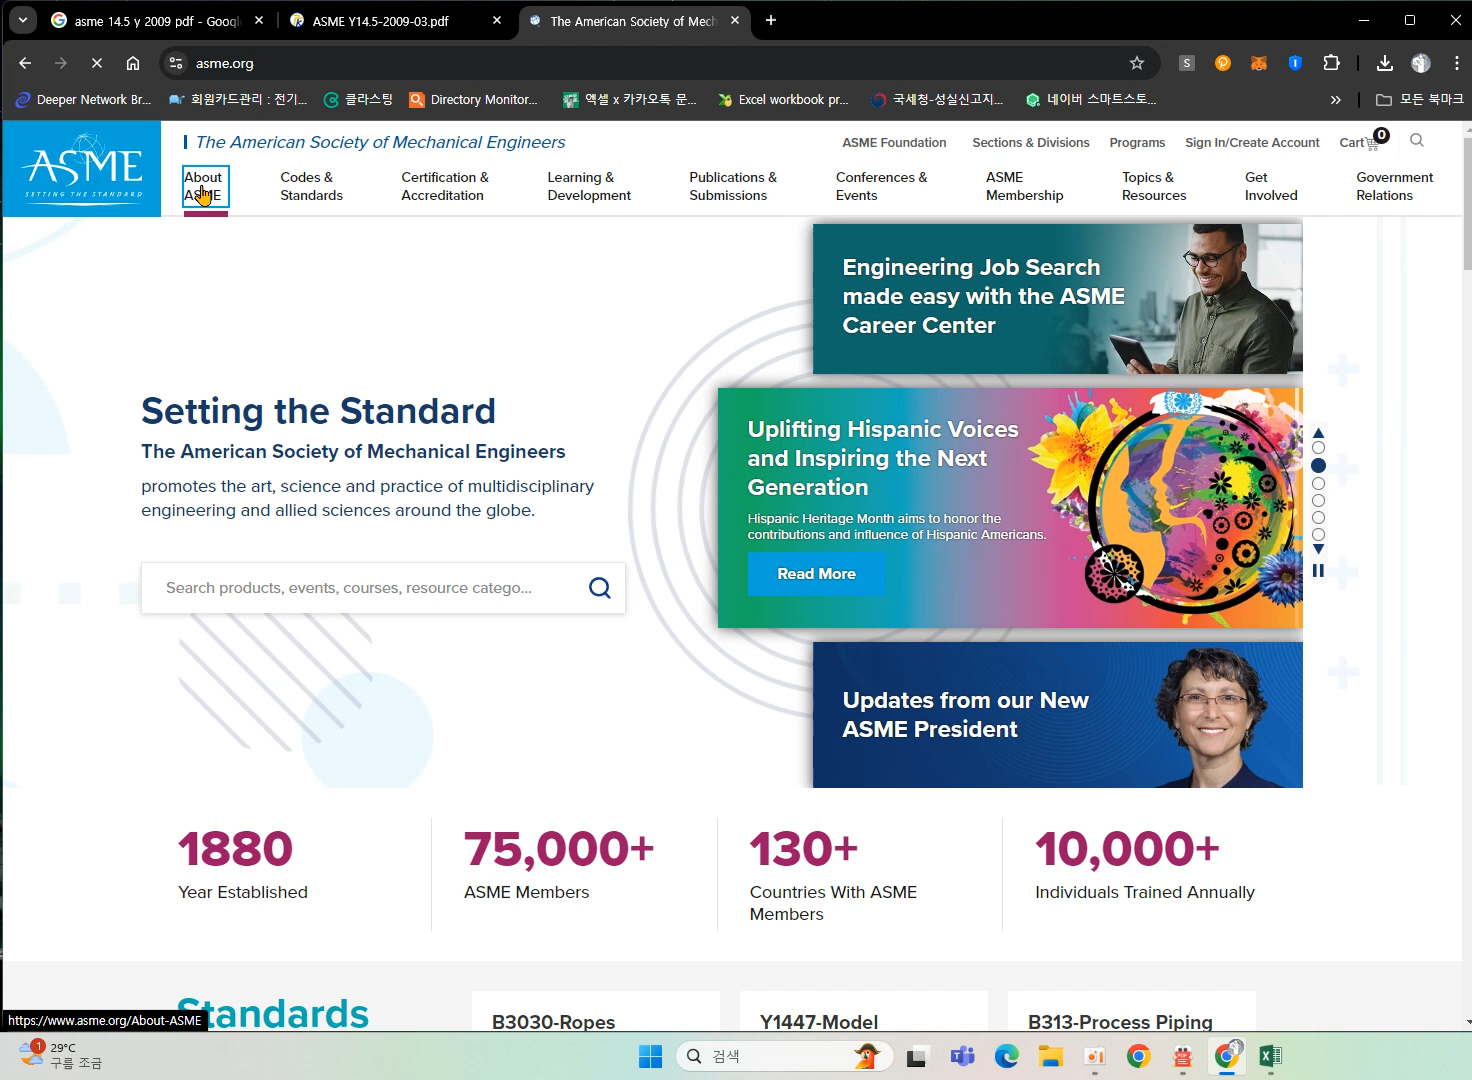 asme 14.5 y 2009 pdf - Googl
ASME Y14.5-2009-03.pdf
The American Society of Mech
asme.org
Deeper Network Br...
회원카드관리 : 전기...
클라스팅
Directory Monitor...
엑셀 x 카카오톡 문...
Excel workbook pr...
국세청-성실신고지...
네이버 스마트스토...
모든 북마크
ASME
SETTING THE STANDARD
The American Society of Mechanical Engineers
ASME Foundation
Sections & Divisions
Programs
Sign In/Create Account
Cart
0
About
ASME
Codes &
Standards
Certification &
Accreditation
Learning &
Development
Publications &
Submissions
Conferences &
Events
ASME
Membership
Topics &
Resources
Get
Involved
Government
Relations
Engineering Job Search
made easy with the ASME
Career Center
Setting the Standard
The American Society of Mechanical Engineers
promotes the art, science and practice of multidisciplinary
engineering and allied sciences around the globe.
Search products, events, courses, resource catego...
Uplifting Hispanic Voices
and Inspiring the Next
Generation
Hispanic Heritage Month aims to honor the
contributions and influence of Hispanic Americans.
Read More
Updates from our New
ASME President
1880
Year Established
75,000+
ASME Members
130+
Countries With ASME
Members
10,000+
Individuals Trained Annually
Standards
B3030-Ropes
Y1447-Model
B313-Process Piping
https://www.asme.org/About-ASME
1
29°C
구름 조금
검색